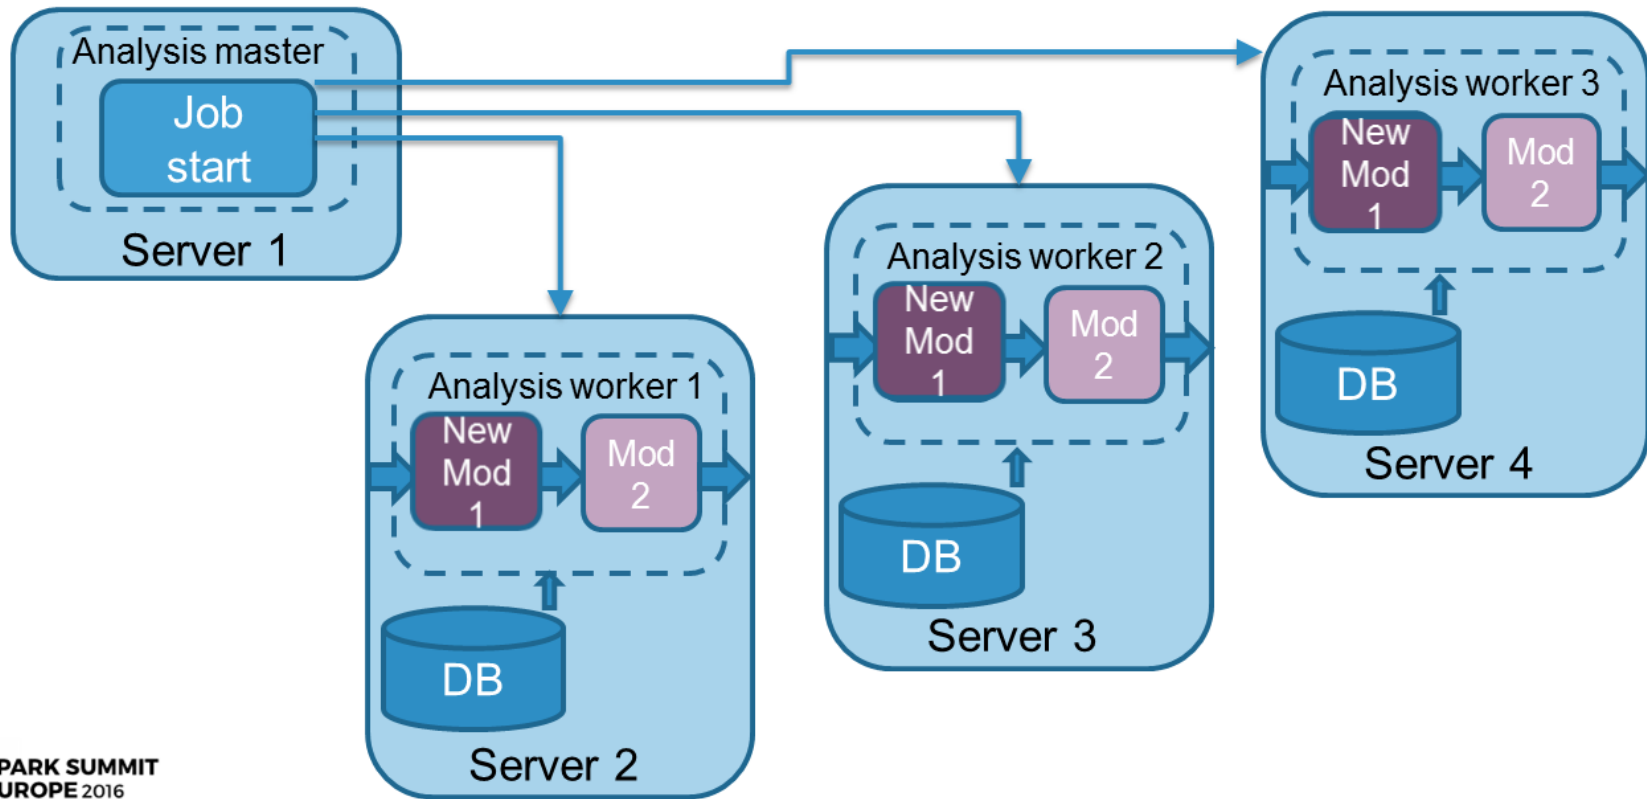 Analysis master
Job
start
Server 1
Analysis worker 1
New
Mod
1
Mod
2
DB
Server 2
Analysis worker 2
New
Mod
1
Mod
2
DB
Server 3
Analysis worker 3
New
Mod
1
Mod
2
DB
Server 4
PARK SUMMIT
UROPE 2016